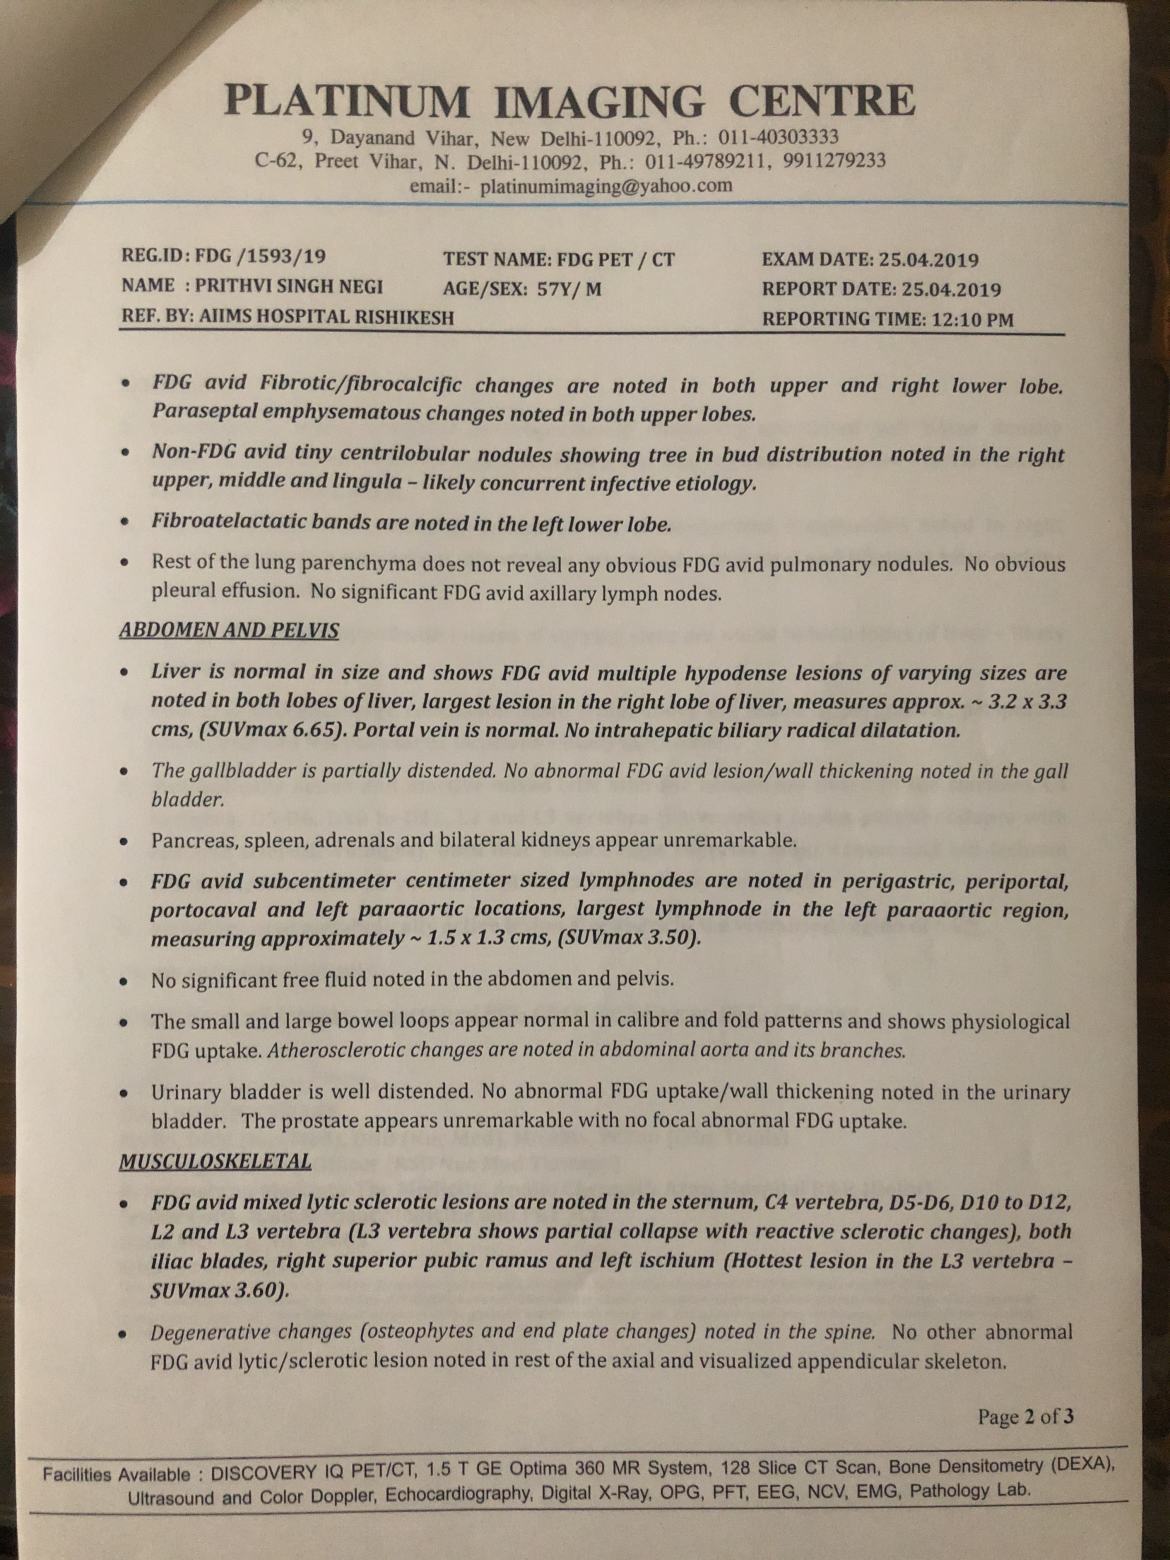 PLATINUM IMAGING CENTRE
9, Dayanand Vihar, New Delhi-110092, Ph.: 011-40303333
C-62, Preet Vihar, N. Delhi-110092, Ph.: 011-49789211, 9911279233
email:- platinumimaging@yahoo.com
REG.ID: FDG /1593/19 TEST NAME: FDG PET / CT EXAM DATE: 25.04.2019
NAME : PRITHVI SINGH NEGI AGE/SEX: 57Y/ M REPORT DATE: 25.04.2019
REF. BY: AIIMS HOSPITAL RISHIKESH REPORTING TIME: 12:10 PM
• FDG avid Fibrotic/fibrocalcific changes are noted in both upper and right lower lobe.
Paraseptal emphysematous changes noted in both upper lobes.
• Non-FDG avid tiny centrilobular nodules showing tree in bud distribution noted in the right
upper, middle and lingula – likely concurrent infective etiology.
• Fibroatelactatic bands are noted in the left lower lobe.
• Rest of the lung parenchyma does not reveal any obvious FDG avid pulmonary nodules. No obvious
pleural effusion. No significant FDG avid axillary lymph nodes.
ABDOMEN AND PELVIS
• Liver is normal in size and shows FDG avid multiple hypodense lesions of varying sizes are
noted in both lobes of liver, largest lesion in the right lobe of liver, measures approx. ~ 3.2 x 3.3
cms, (SUVmax 6.65). Portal vein is normal. No intrahepatic biliary radical dilatation.
• The gallbladder is partially distended. No abnormal FDG avid lesion/wall thickening noted in the gall
bladder.
• Pancreas, spleen, adrenals and bilateral kidneys appear unremarkable.
• FDG avid subcentimeter centimeter sized lymphnodes are noted in perigastric, periportal,
portocaval and left paraaortic locations, largest lymphnode in the left paraaortic region,
measuring approximately ~ 1.5 x 1.3 cms, (SUVmax 3.50).
• No significant free fluid noted in the abdomen and pelvis.
• The small and large bowel loops appear normal in calibre and fold patterns and shows physiological
FDG uptake. Atherosclerotic changes are noted in abdominal aorta and its branches.
• Urinary bladder is well distended. No abnormal FDG uptake/wall thickening noted in the urinary
bladder. The prostate appears unremarkable with no focal abnormal FDG uptake.
MUSCULOSKELETAL
• FDG avid mixed lytic sclerotic lesions are noted in the sternum, C4 vertebra, D5-D6, D10 to D12,
L2 and L3 vertebra (L3 vertebra shows partial collapse with reactive sclerotic changes), both
iliac blades, right superior pubic ramus and left ischium (Hottest lesion in the L3 vertebra –
SUVmax 3.60).
• Degenerative changes (osteophytes and end plate changes) noted in the spine. No other abnormal
FDG avid lytic/sclerotic lesion noted in rest of the axial and visualized appendicular skeleton.
Page 2 of 3
Facilities Available : DISCOVERY IQ PET/CT, 1.5 T GE Optima 360 MR System, 128 Slice CT Scan, Bone Densitometry (DEXA),
Ultrasound and Color Doppler, Echocardiography, Digital X-Ray, OPG, PFT, EEG, NCV, EMG, Pathology Lab.